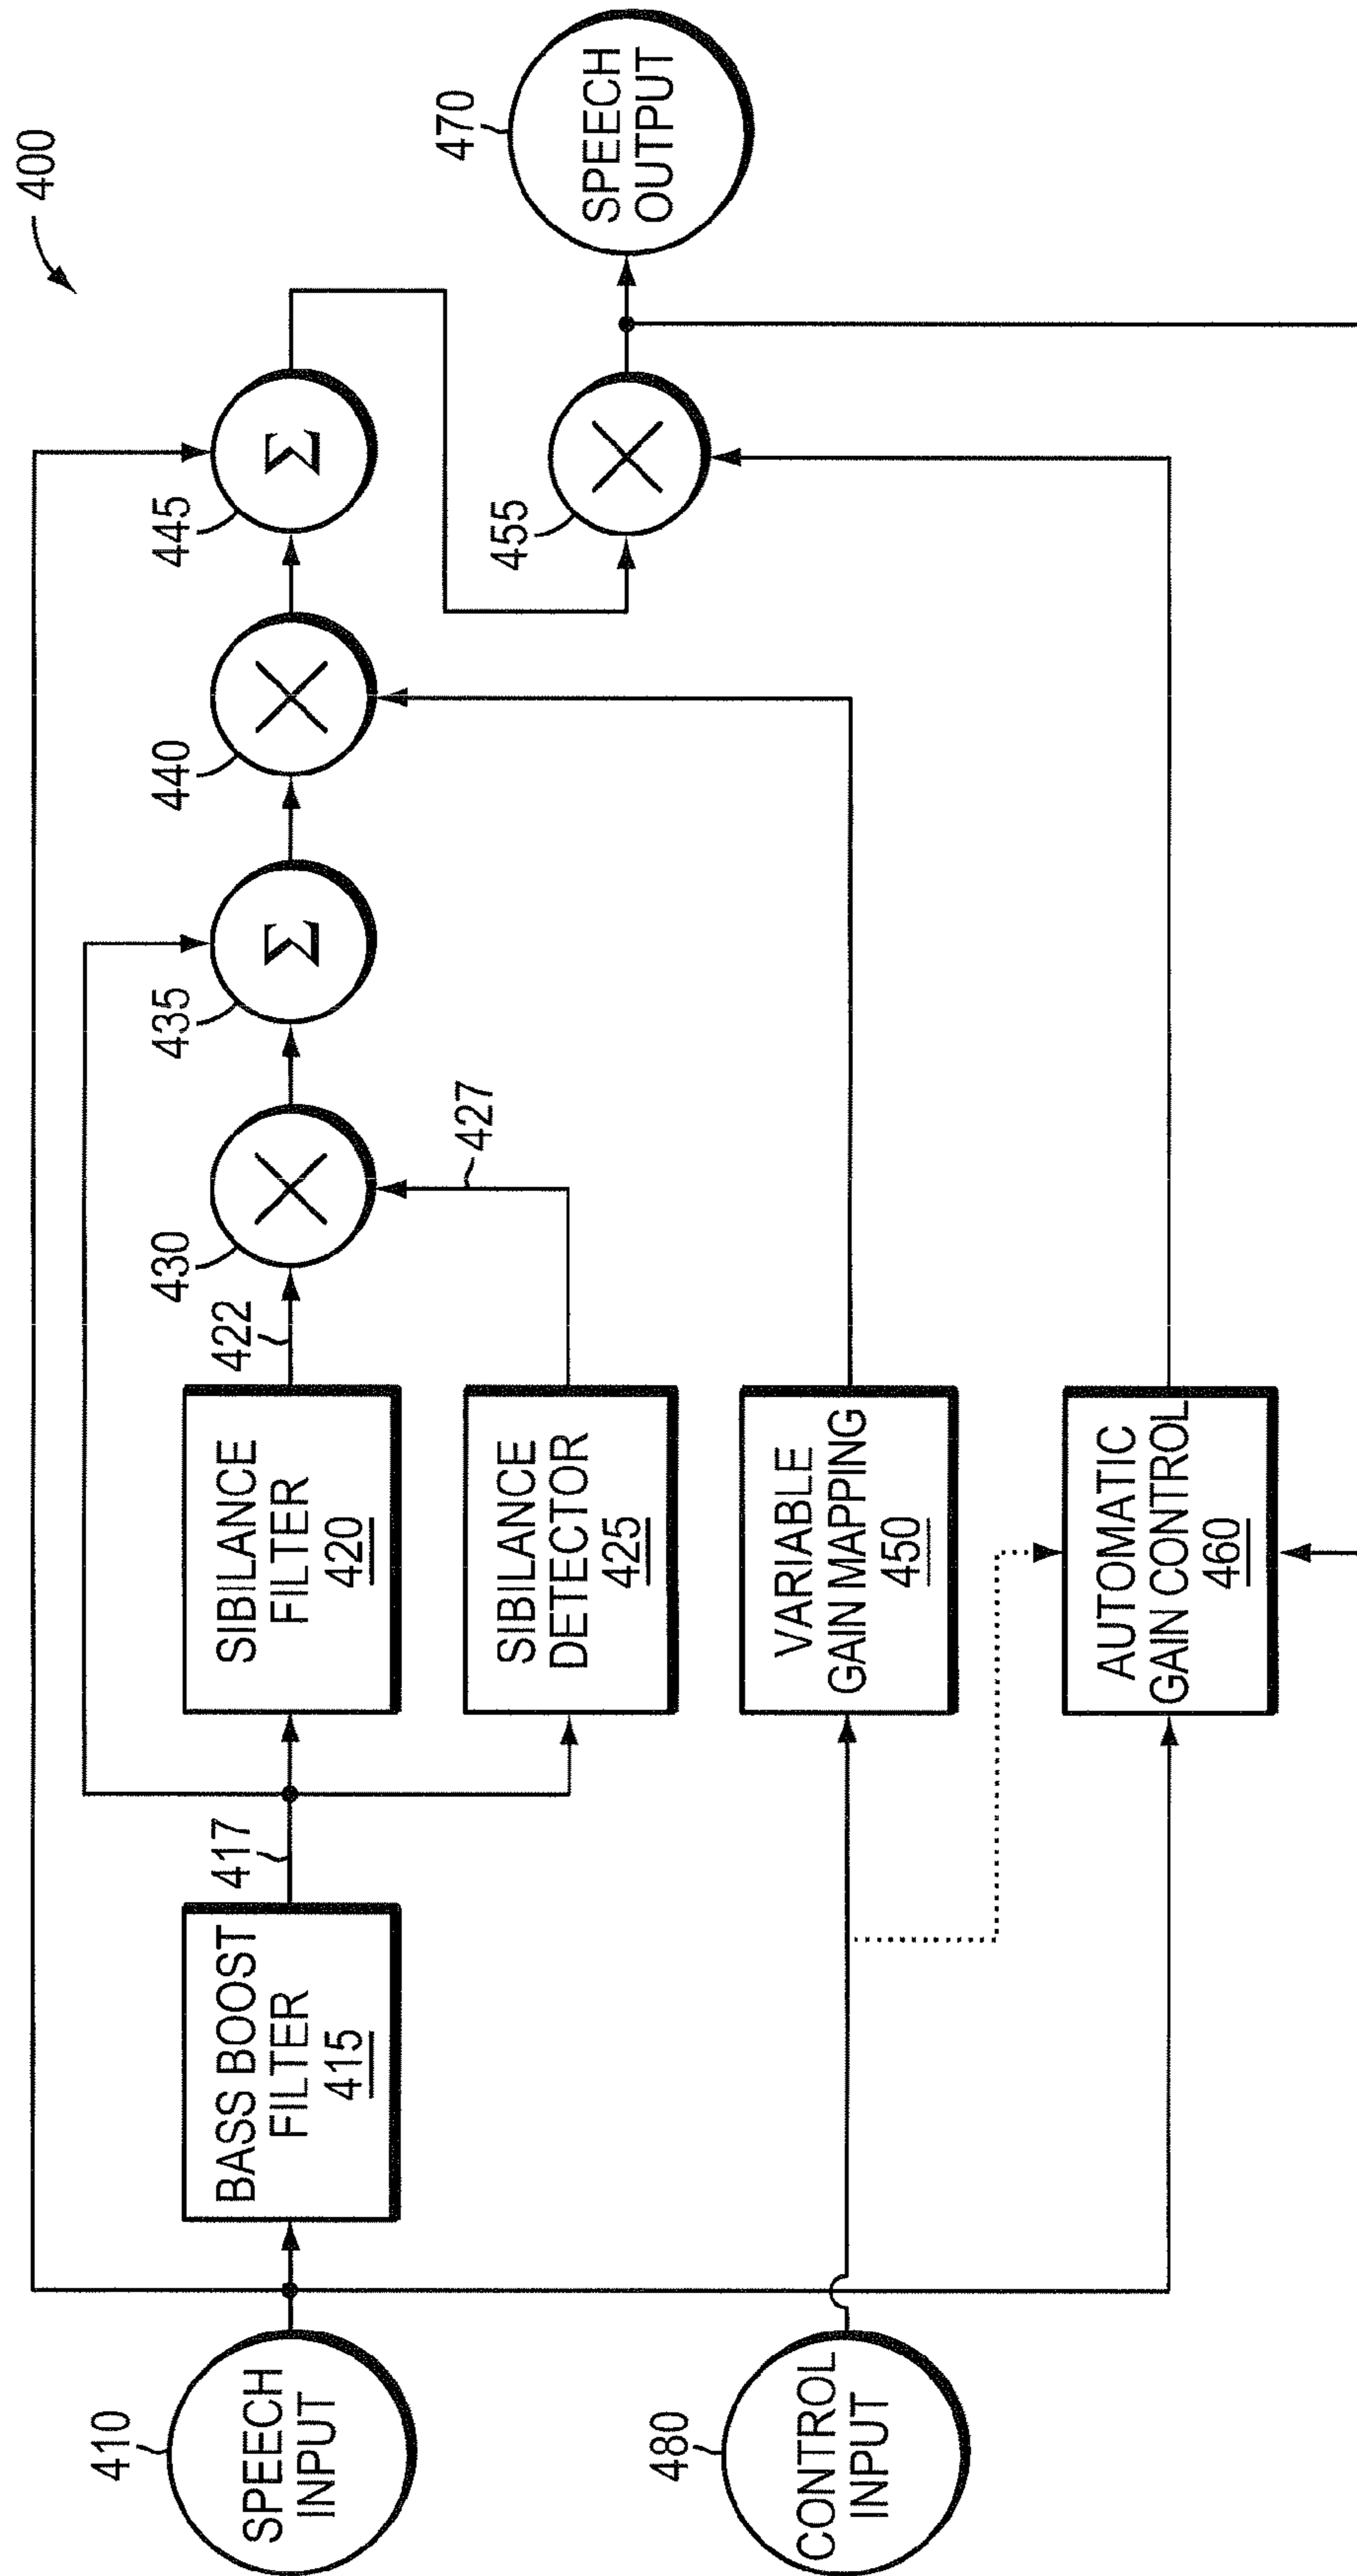 400
410
SPEECH
INPUT
BASS BOOST
FILTER
415
417
SIBILANCE
FILTER
420
422
SIBILANCE
DETECTOR
425
427
430
435
Σ
440
445
Σ
455
470
SPEECH
OUTPUT
480
CONTROL
INPUT
VARIABLE
GAIN MAPPING
450
AUTOMATIC
GAIN CONTROL
460